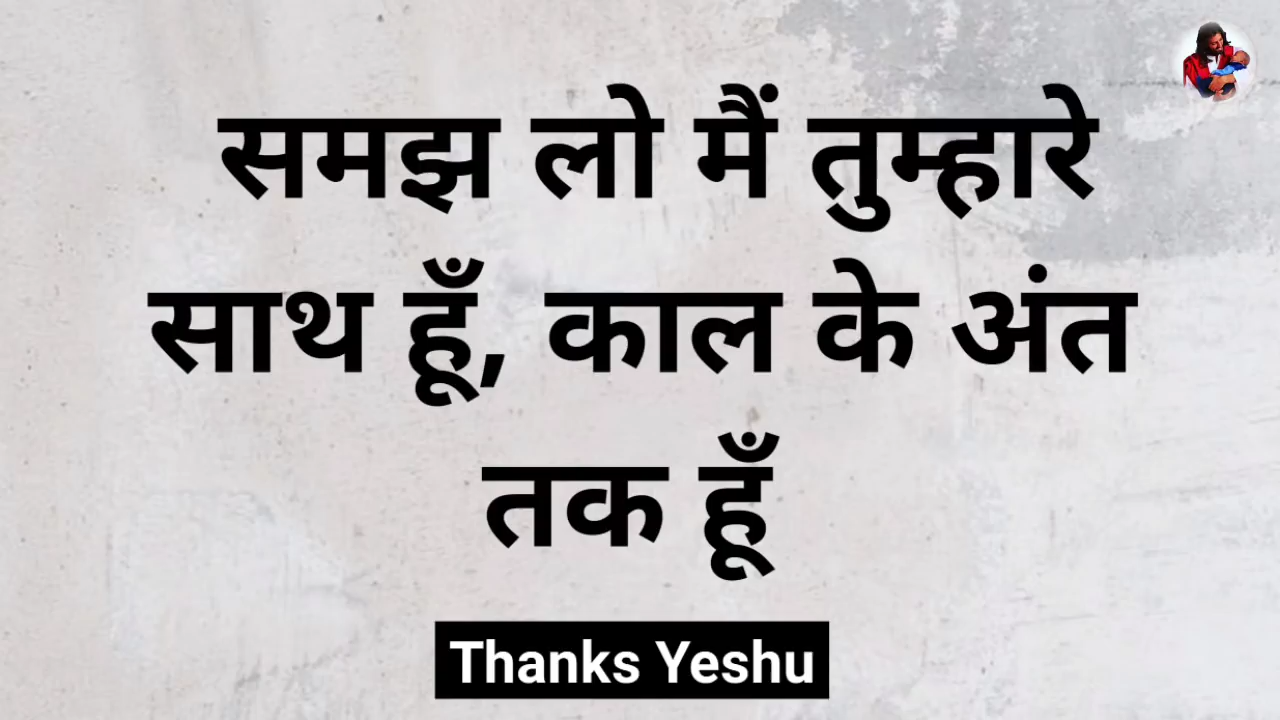 समझ लो मैं तुम्हारे
साथ हूँ, काल के अंत
तक हूँ
Thanks Yeshu